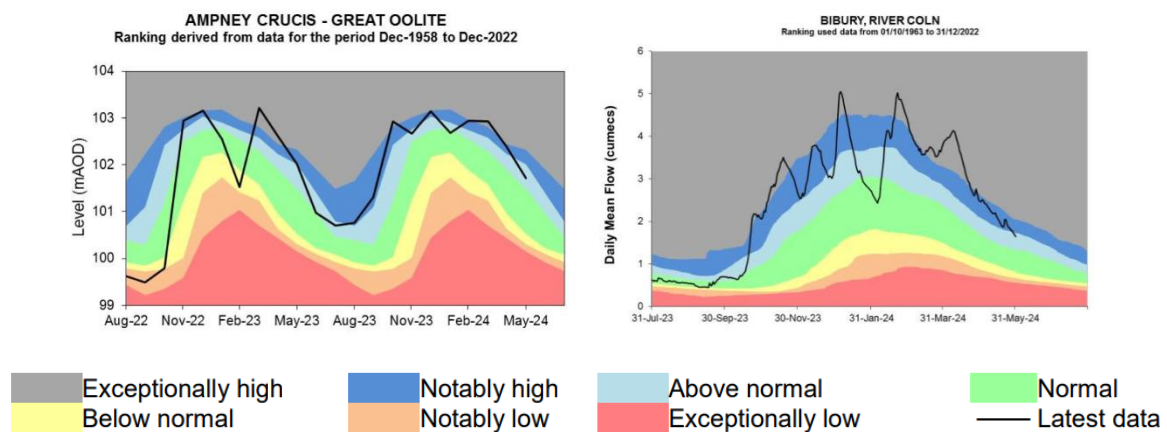 AMPNEY CRUCIS - GREAT OOLITE
Ranking derived from data for the period Dec-1958 to Dec-2022
Level (mAOD)
104
103
102
101
100
99
Aug-22 Nov-22 Feb-23 May-23 Aug-23 Nov-23 Feb-24 May-24
BIBURY, RIVER COLN
Ranking used data from 01/10/1963 to 31/12/2022
Daily Mean Flow (cumecs)
6
5
4
3
2
1
0
31-Jul-23 30-Sep-23 30-Nov-23 31-Jan-24 31-Mar-24 31-May-24
Exceptionally high Notably high Above normal Normal
Below normal Notably low Exceptionally low Latest data